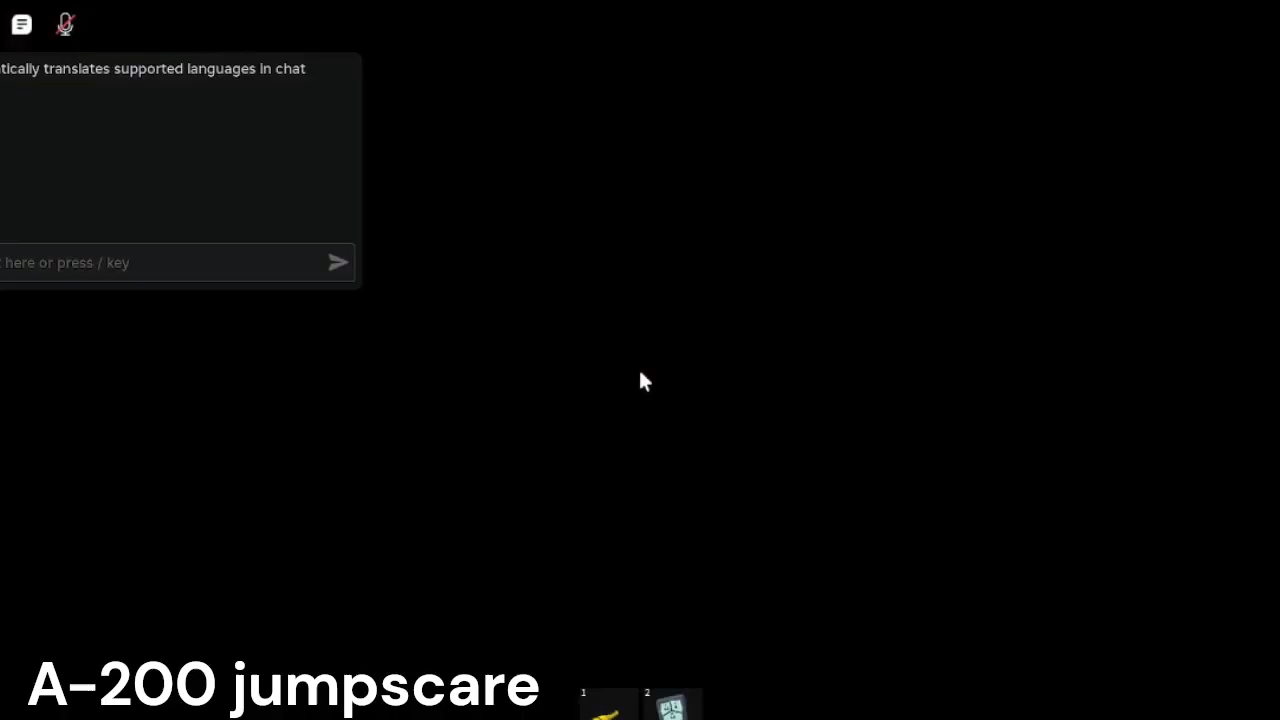 tically translates supported languages in chat
here or press / key
A-200 jumpscare
1
2